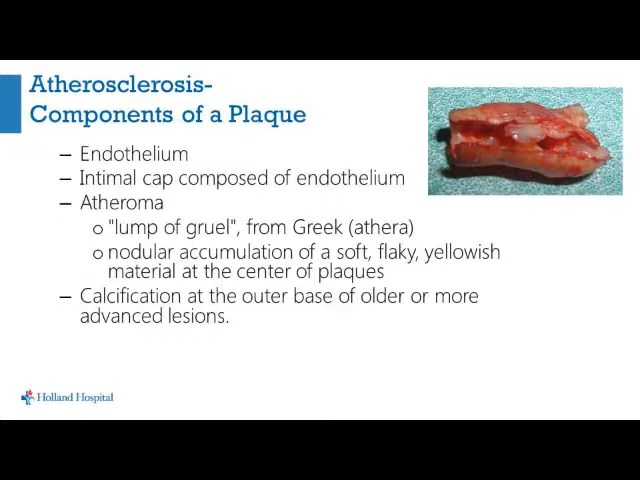 Atherosclerosis-
Components of a Plaque
– Endothelium
– Intimal cap composed of endothelium
– Atheroma
o "lump of gruel", from Greek (athera)
o nodular accumulation of a soft, flaky, yellowish
material at the center of plaques
– Calcification at the outer base of older or more
advanced lesions.
Holland Hospital